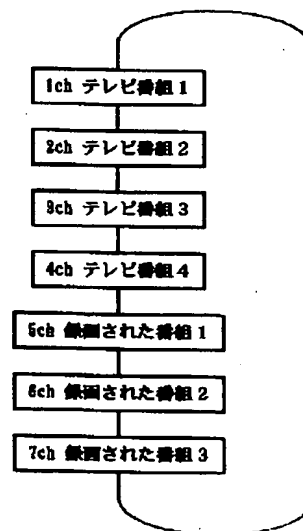 1ch テレビ番組1
2ch テレビ番組2
3ch テレビ番組3
4ch テレビ番組4
5ch 録画された番組1
6ch 録画された番組2
7ch 録画された番組3